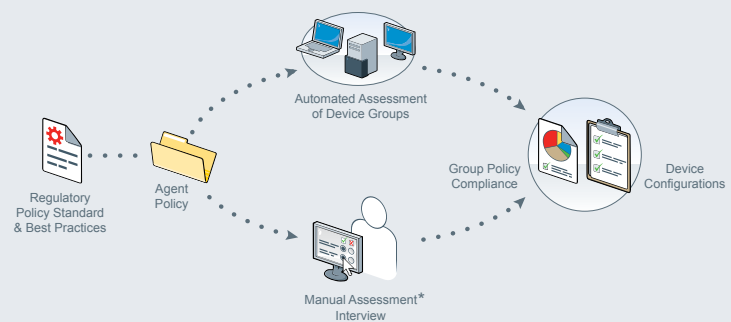 Automated Assessment
of Device Groups
Regulatory
Policy Standard
& Best Practices
Agent
Policy
Group Policy
Compliance
Device
Configurations
Manual Assessment*
Interview